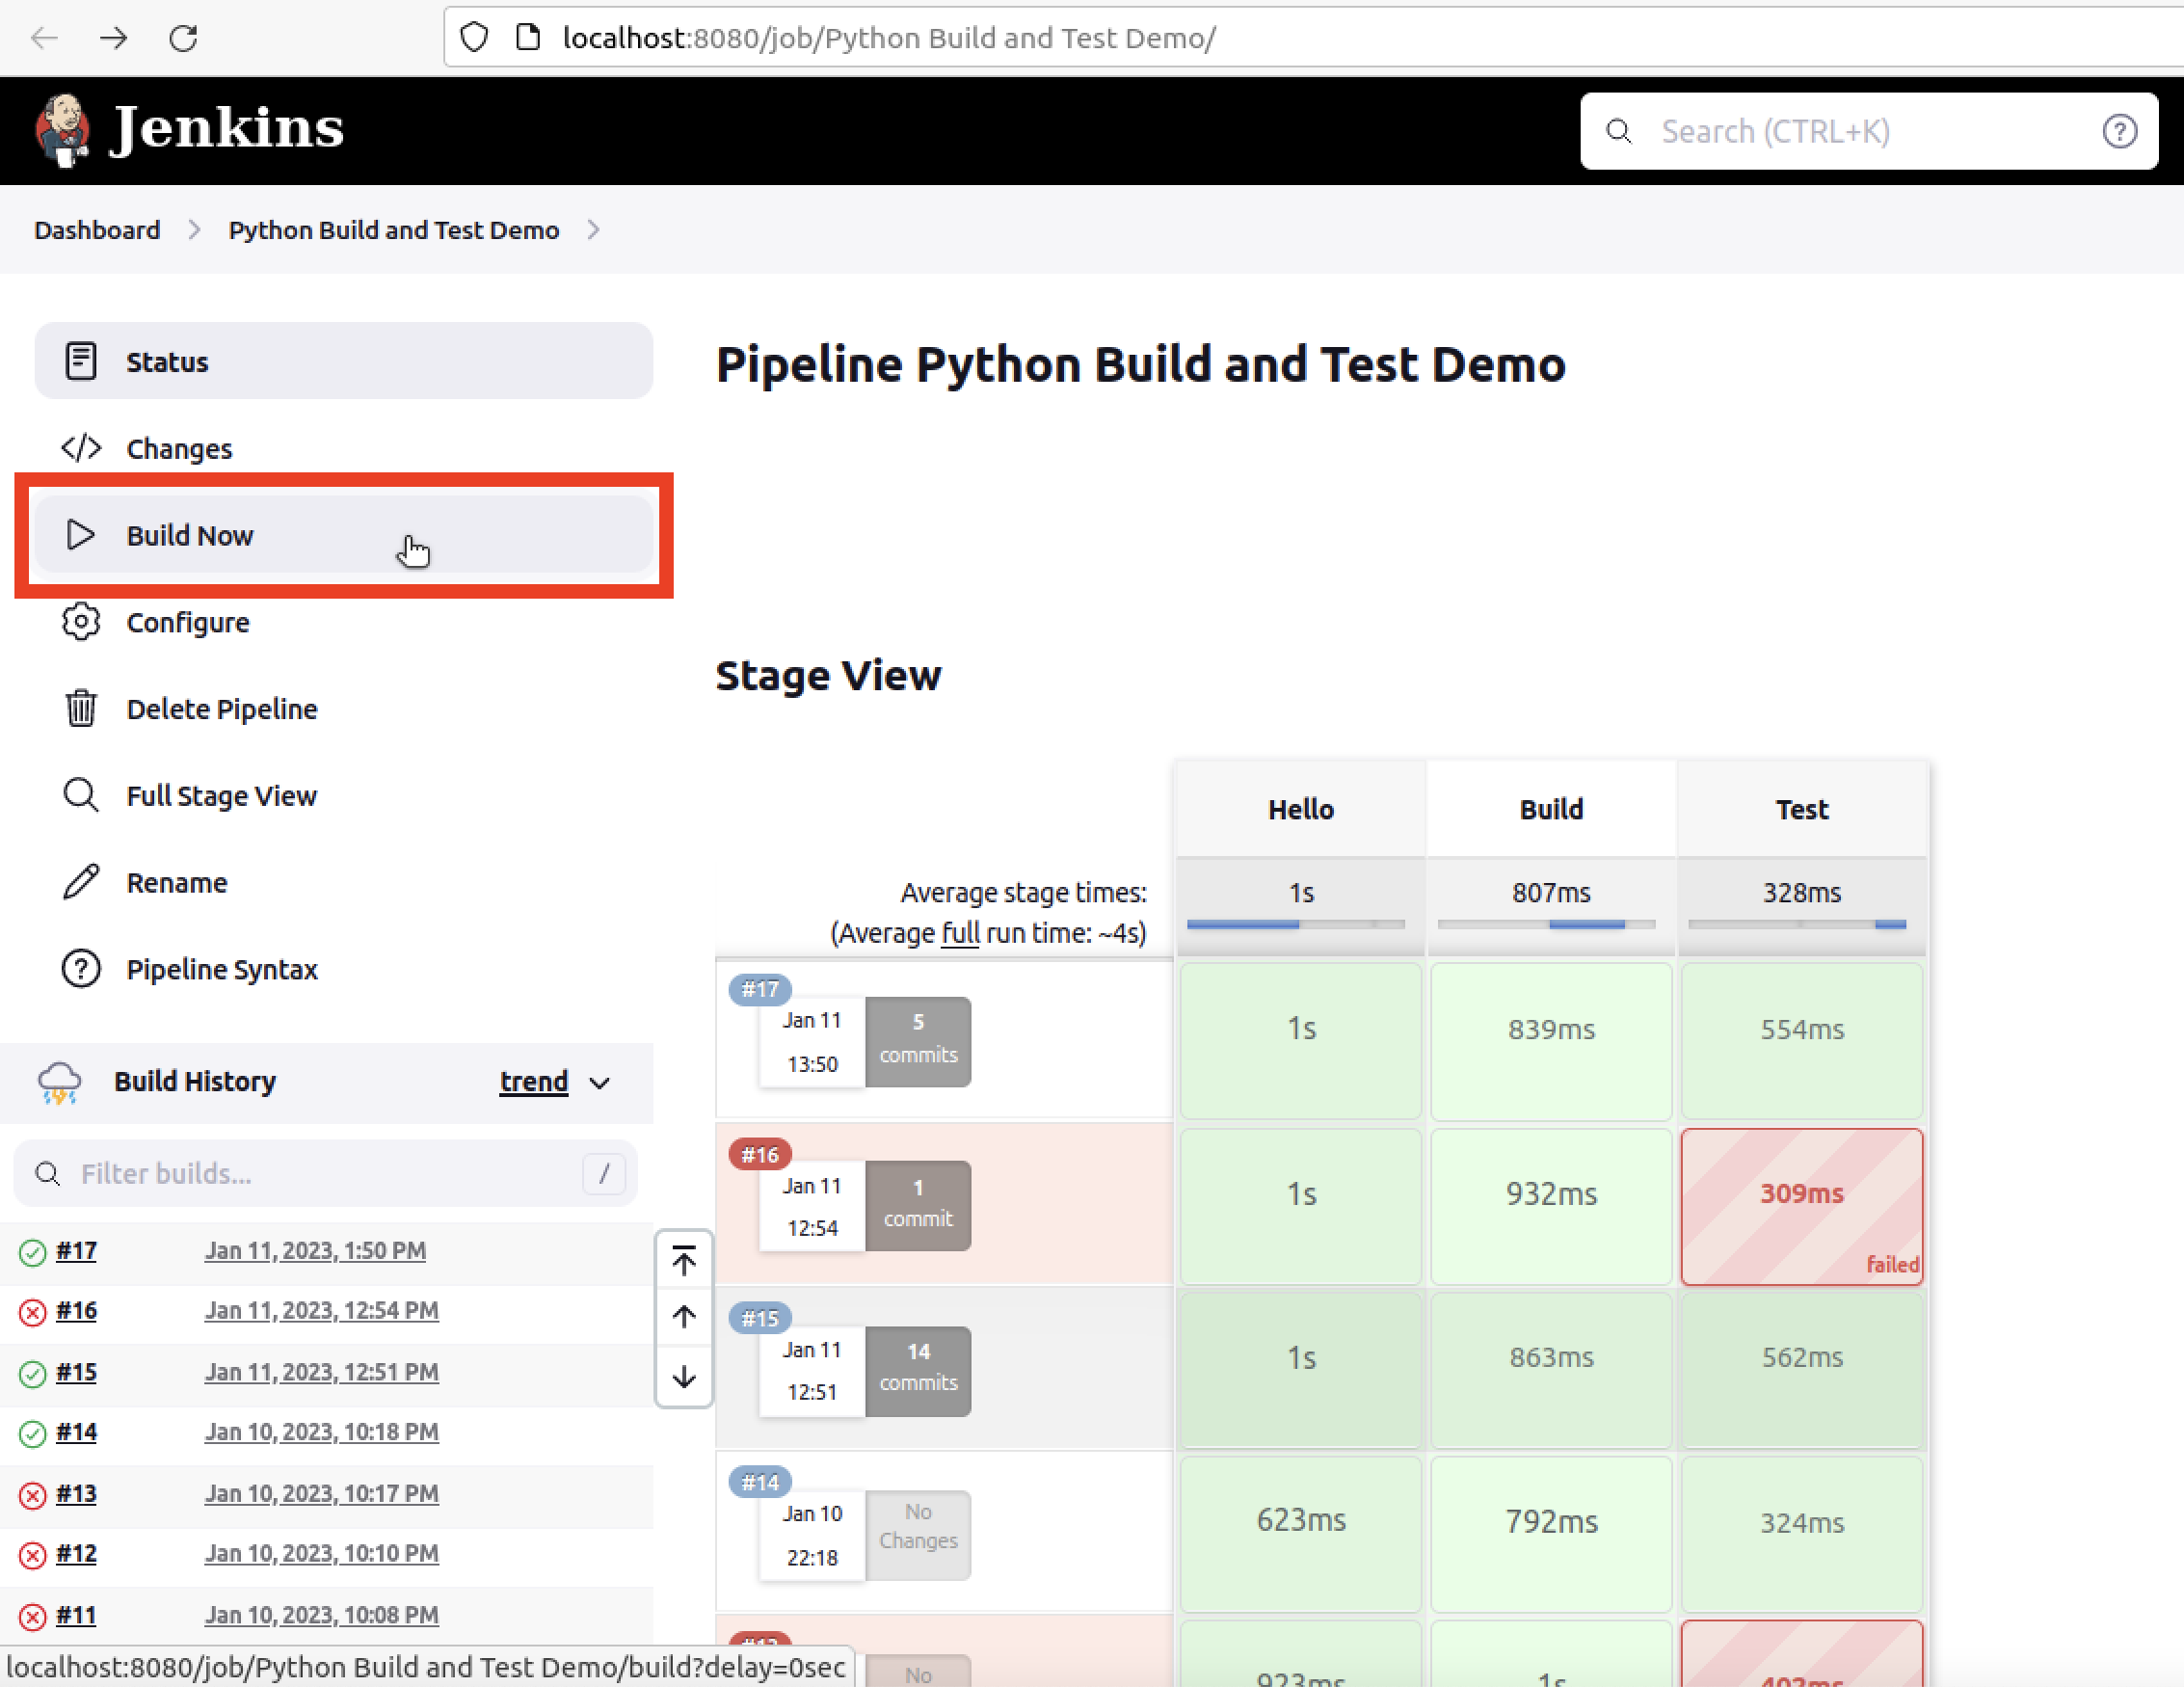 localhost:8080/job/Python Build and Test Demo/
Jenkins
Search (CTRL+K)
?
Dashboard > Python Build and Test Demo >
Status
Changes
Build Now
Configure
Delete Pipeline
Full Stage View
Rename
? Pipeline Syntax
Build History trend
Filter builds... /
#17 Jan 11, 2023, 1:50 PM
#16 Jan 11, 2023, 12:54 PM
#15 Jan 11, 2023, 12:51 PM
#14 Jan 10, 2023, 10:18 PM
#13 Jan 10, 2023, 10:17 PM
#12 Jan 10, 2023, 10:10 PM
#11 Jan 10, 2023, 10:08 PM
localhost:8080/job/Python Build and Test Demo/build?delay=0sec
Pipeline Python Build and Test Demo
Stage View
Hello Build Test
Average stage times: 1s 807ms 328ms
(Average full run time: ~4s)
#17
Jan 11 5
13:50 commits
1s 839ms 554ms
#16
Jan 11 1
12:54 commit
1s 932ms 309ms
failed
#15
Jan 11 14
12:51 commits
1s 863ms 562ms
#14
Jan 10 No
22:18 Changes
623ms 792ms 324ms
No
923ms 1s 402ms